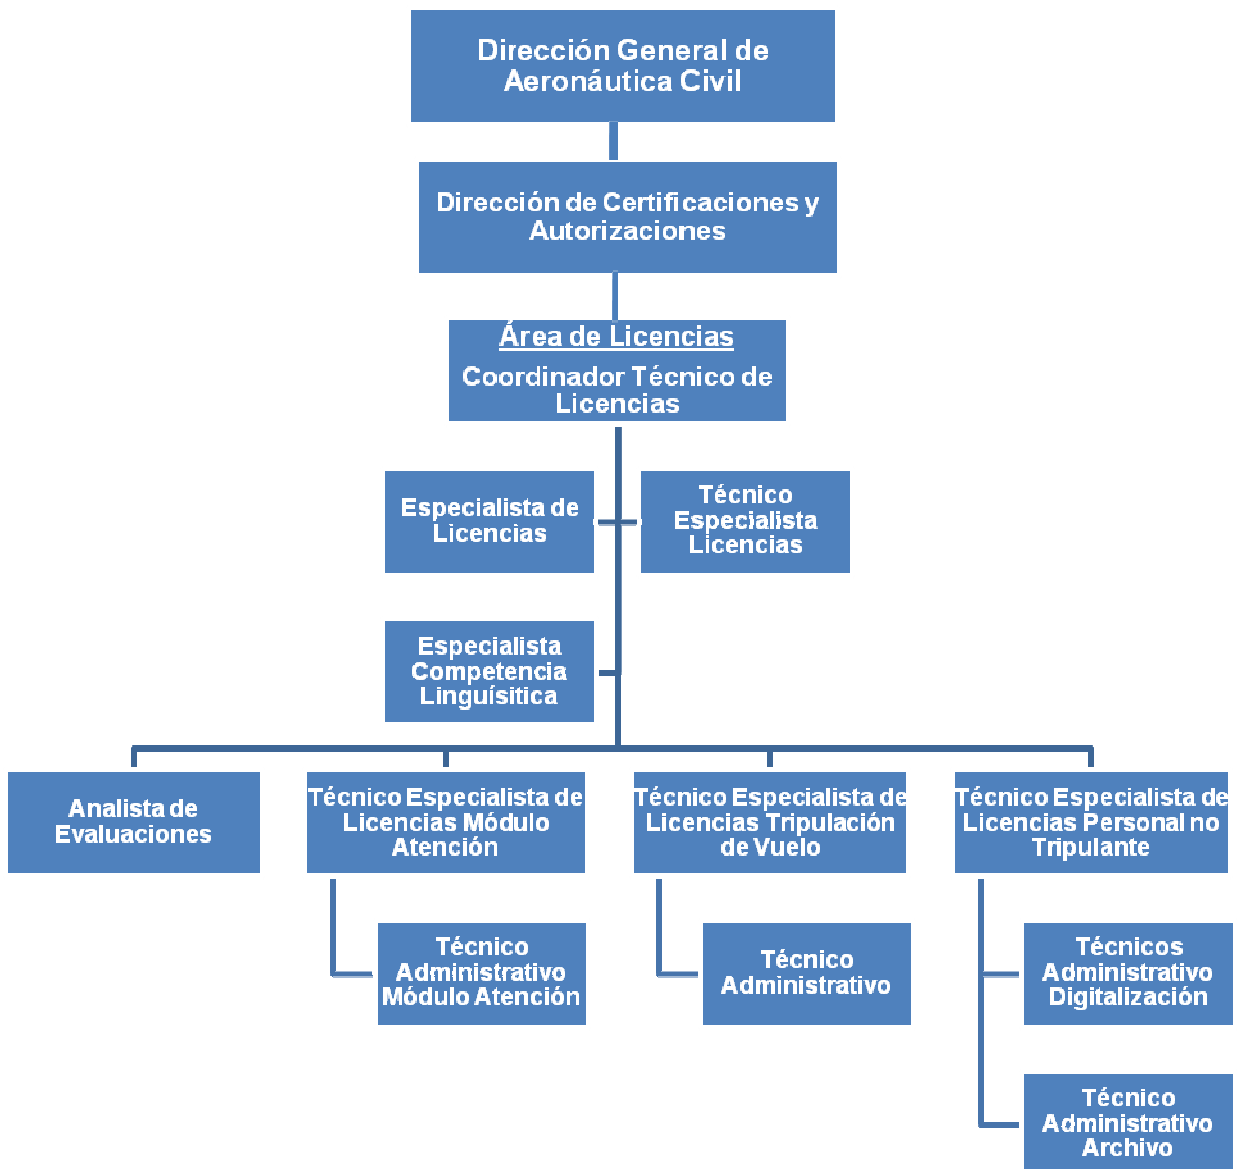 Dirección General de
Aeronáutica Civil
Dirección de Certificaciones y
Autorizaciones
Área de Licencias
Coordinador Técnico de
Licencias
Especialista de
Licencias
Técnico
Especialista
Licencias
Especialista
Competencia
Linguísitica
Analista de
Evaluaciones
Técnico Especialista de
Licencias Módulo
Atención
Técnico Especialista de
Licencias Tripulación
de Vuelo
Técnico Especialista de
Licencias Personal no
Tripulante
Técnico
Administrativo
Módulo Atención
Técnico
Administrativo
Técnicos
Administrativo
Digitalización
Técnico
Administrativo
Archivo